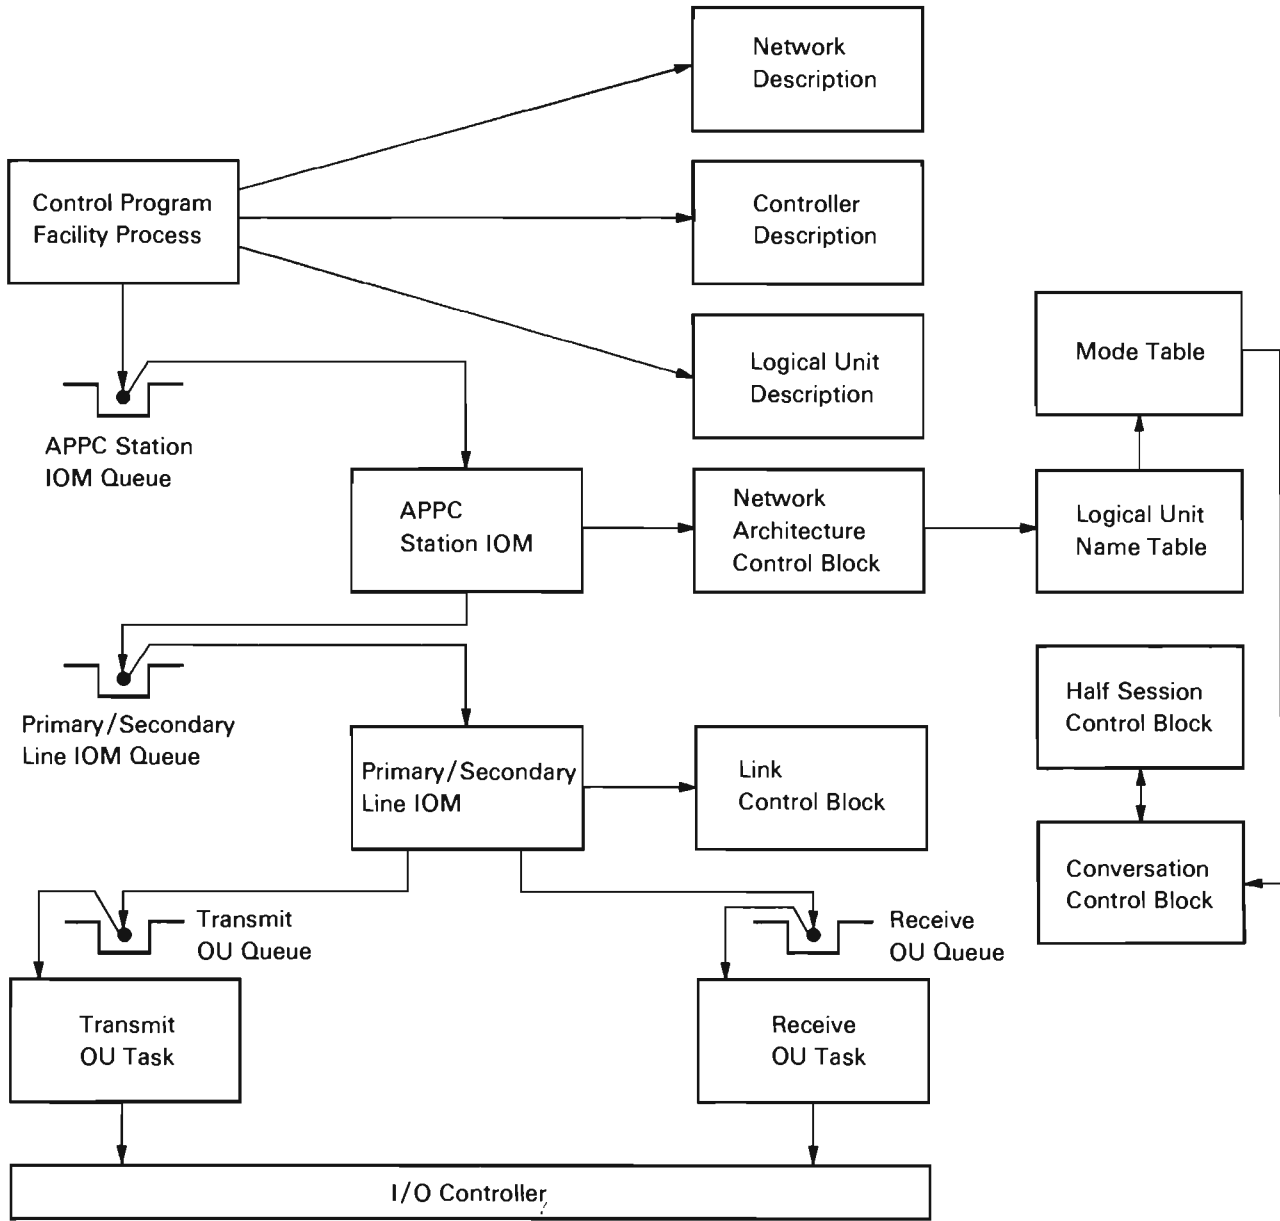 Network
Description
Control Program
Facility Process
Controller
Description
Logical Unit
Description
Mode Table
APPC Station
IOM Queue
APPC
Station IOM
Network
Architecture
Control Block
Logical Unit
Name Table
Primary/Secondary
Line IOM Queue
Half Session
Control Block
Primary/Secondary
Line IOM
Link
Control Block
Conversation
Control Block
Transmit
OU Queue
Receive
OU Queue
Transmit
OU Task
Receive
OU Task
I/O Controller